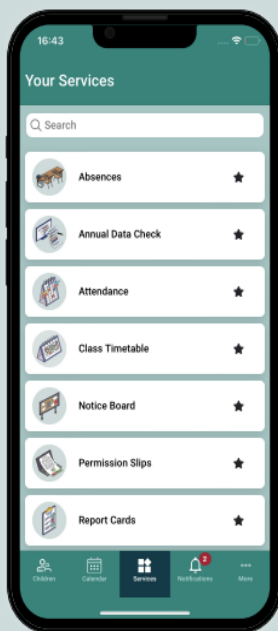 16:43
Your Services
Search
Absences
Annual Data Check
Attendance
Class Timetable
Notice Board
Permission Slips
Report Cards
2
Children
Calendar
Services
Notifications
More